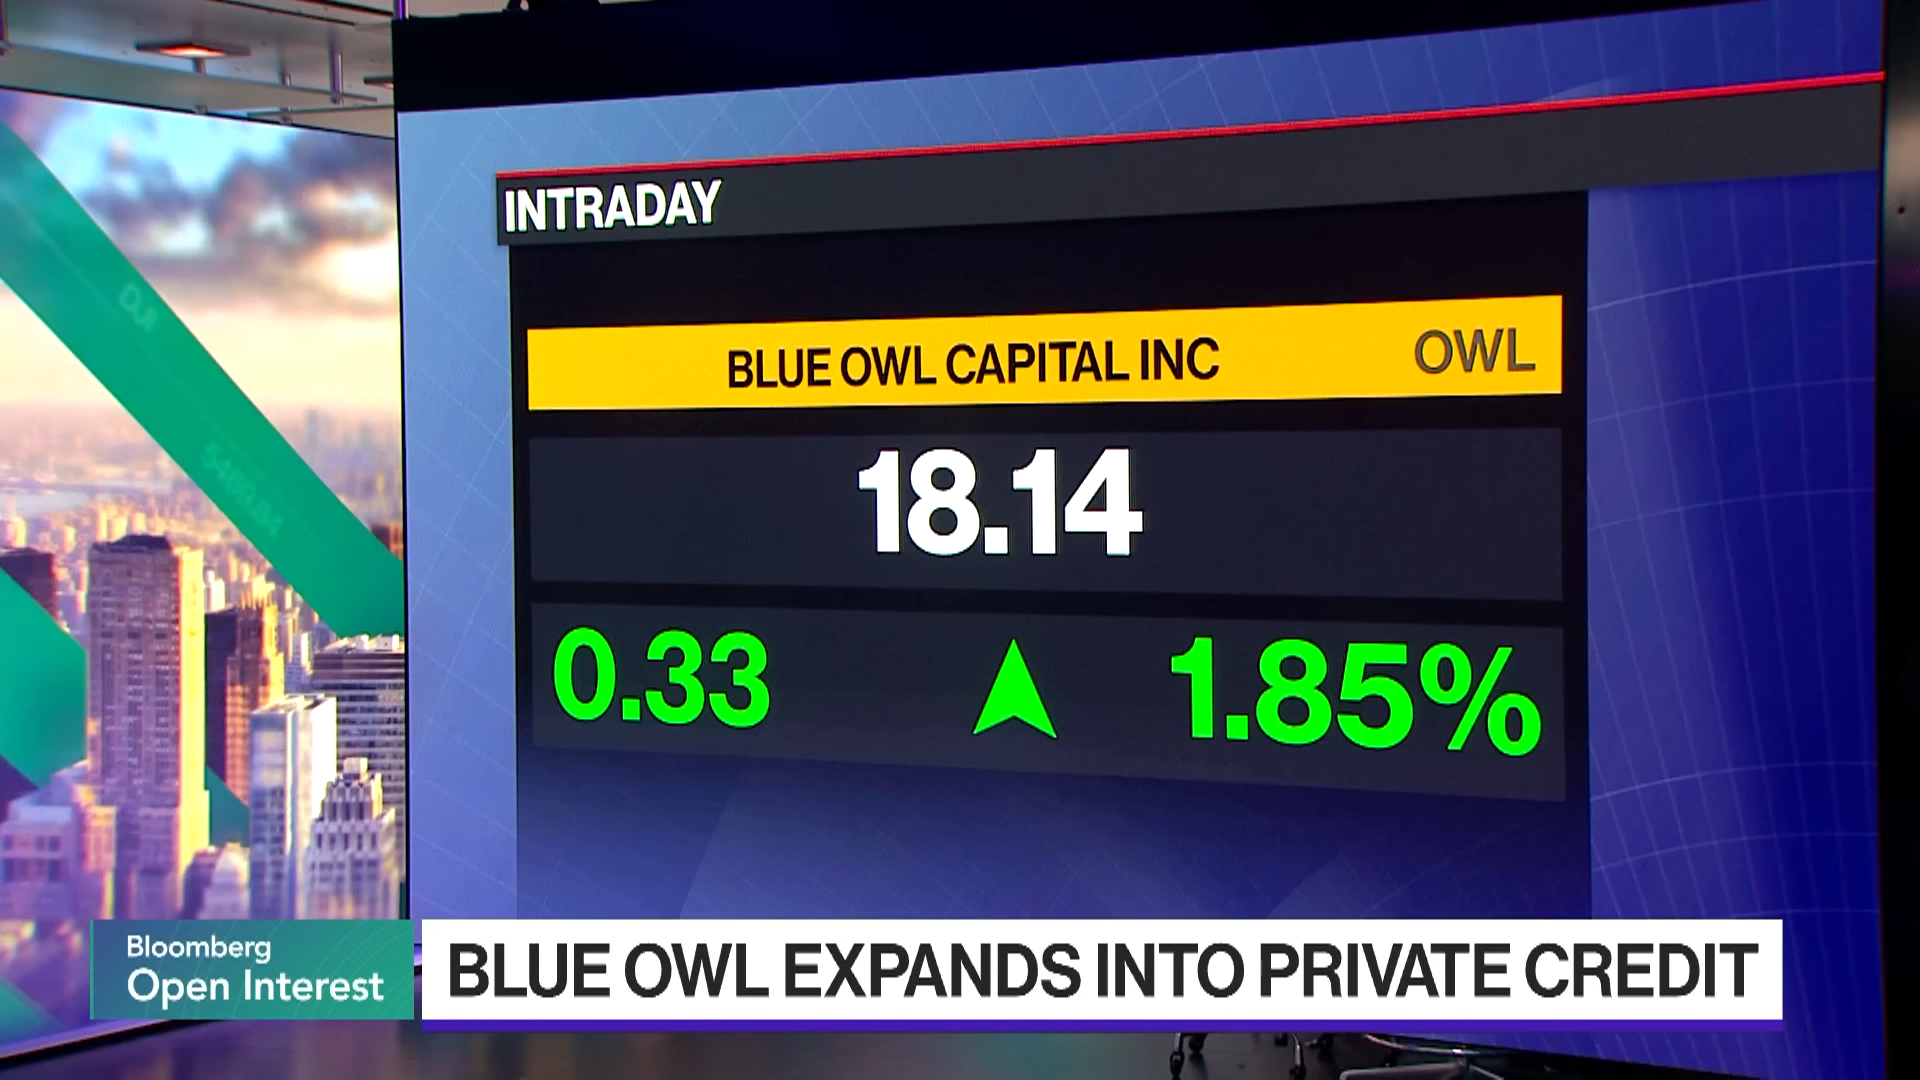 DJI
INTRADAY
BLUE OWL CAPITAL INC OWL
18.14
0.33 1.85%
Bloomberg
Open Interest
BLUE OWL EXPANDS INTO PRIVATE CREDIT